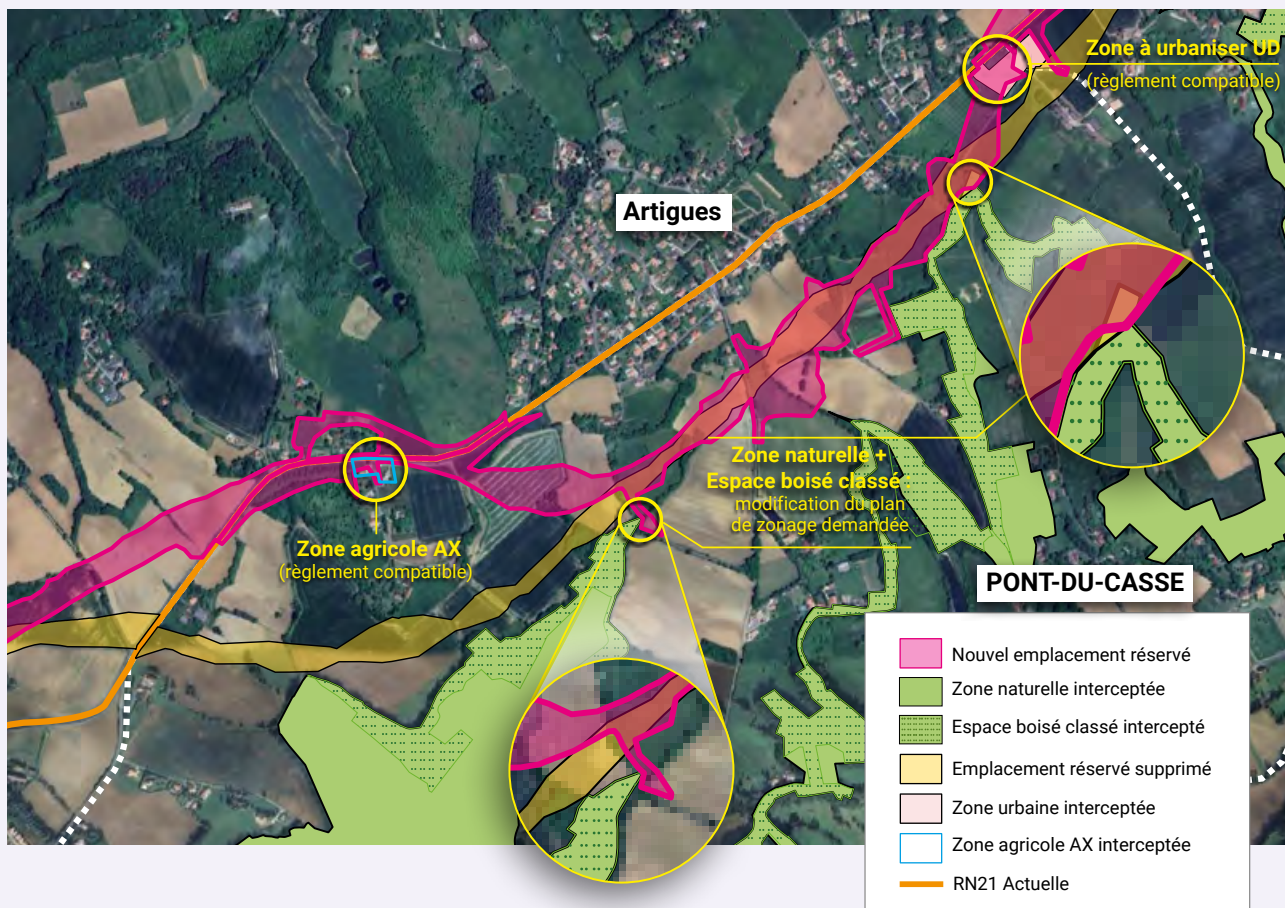 Zone à urbaniser UD
(règlement compatible)
Artigues
Zone naturelle +
Espace boisé classé :
modification du plan
de zonage demandée
Zone agricole AX
(règlement compatible)
PONT-DU-CASSE
Nouvel emplacement réservé
Zone naturelle interceptée
Espace boisé classé intercepté
Emplacement réservé supprimé
Zone urbaine interceptée
Zone agricole AX interceptée
RN21 Actuelle